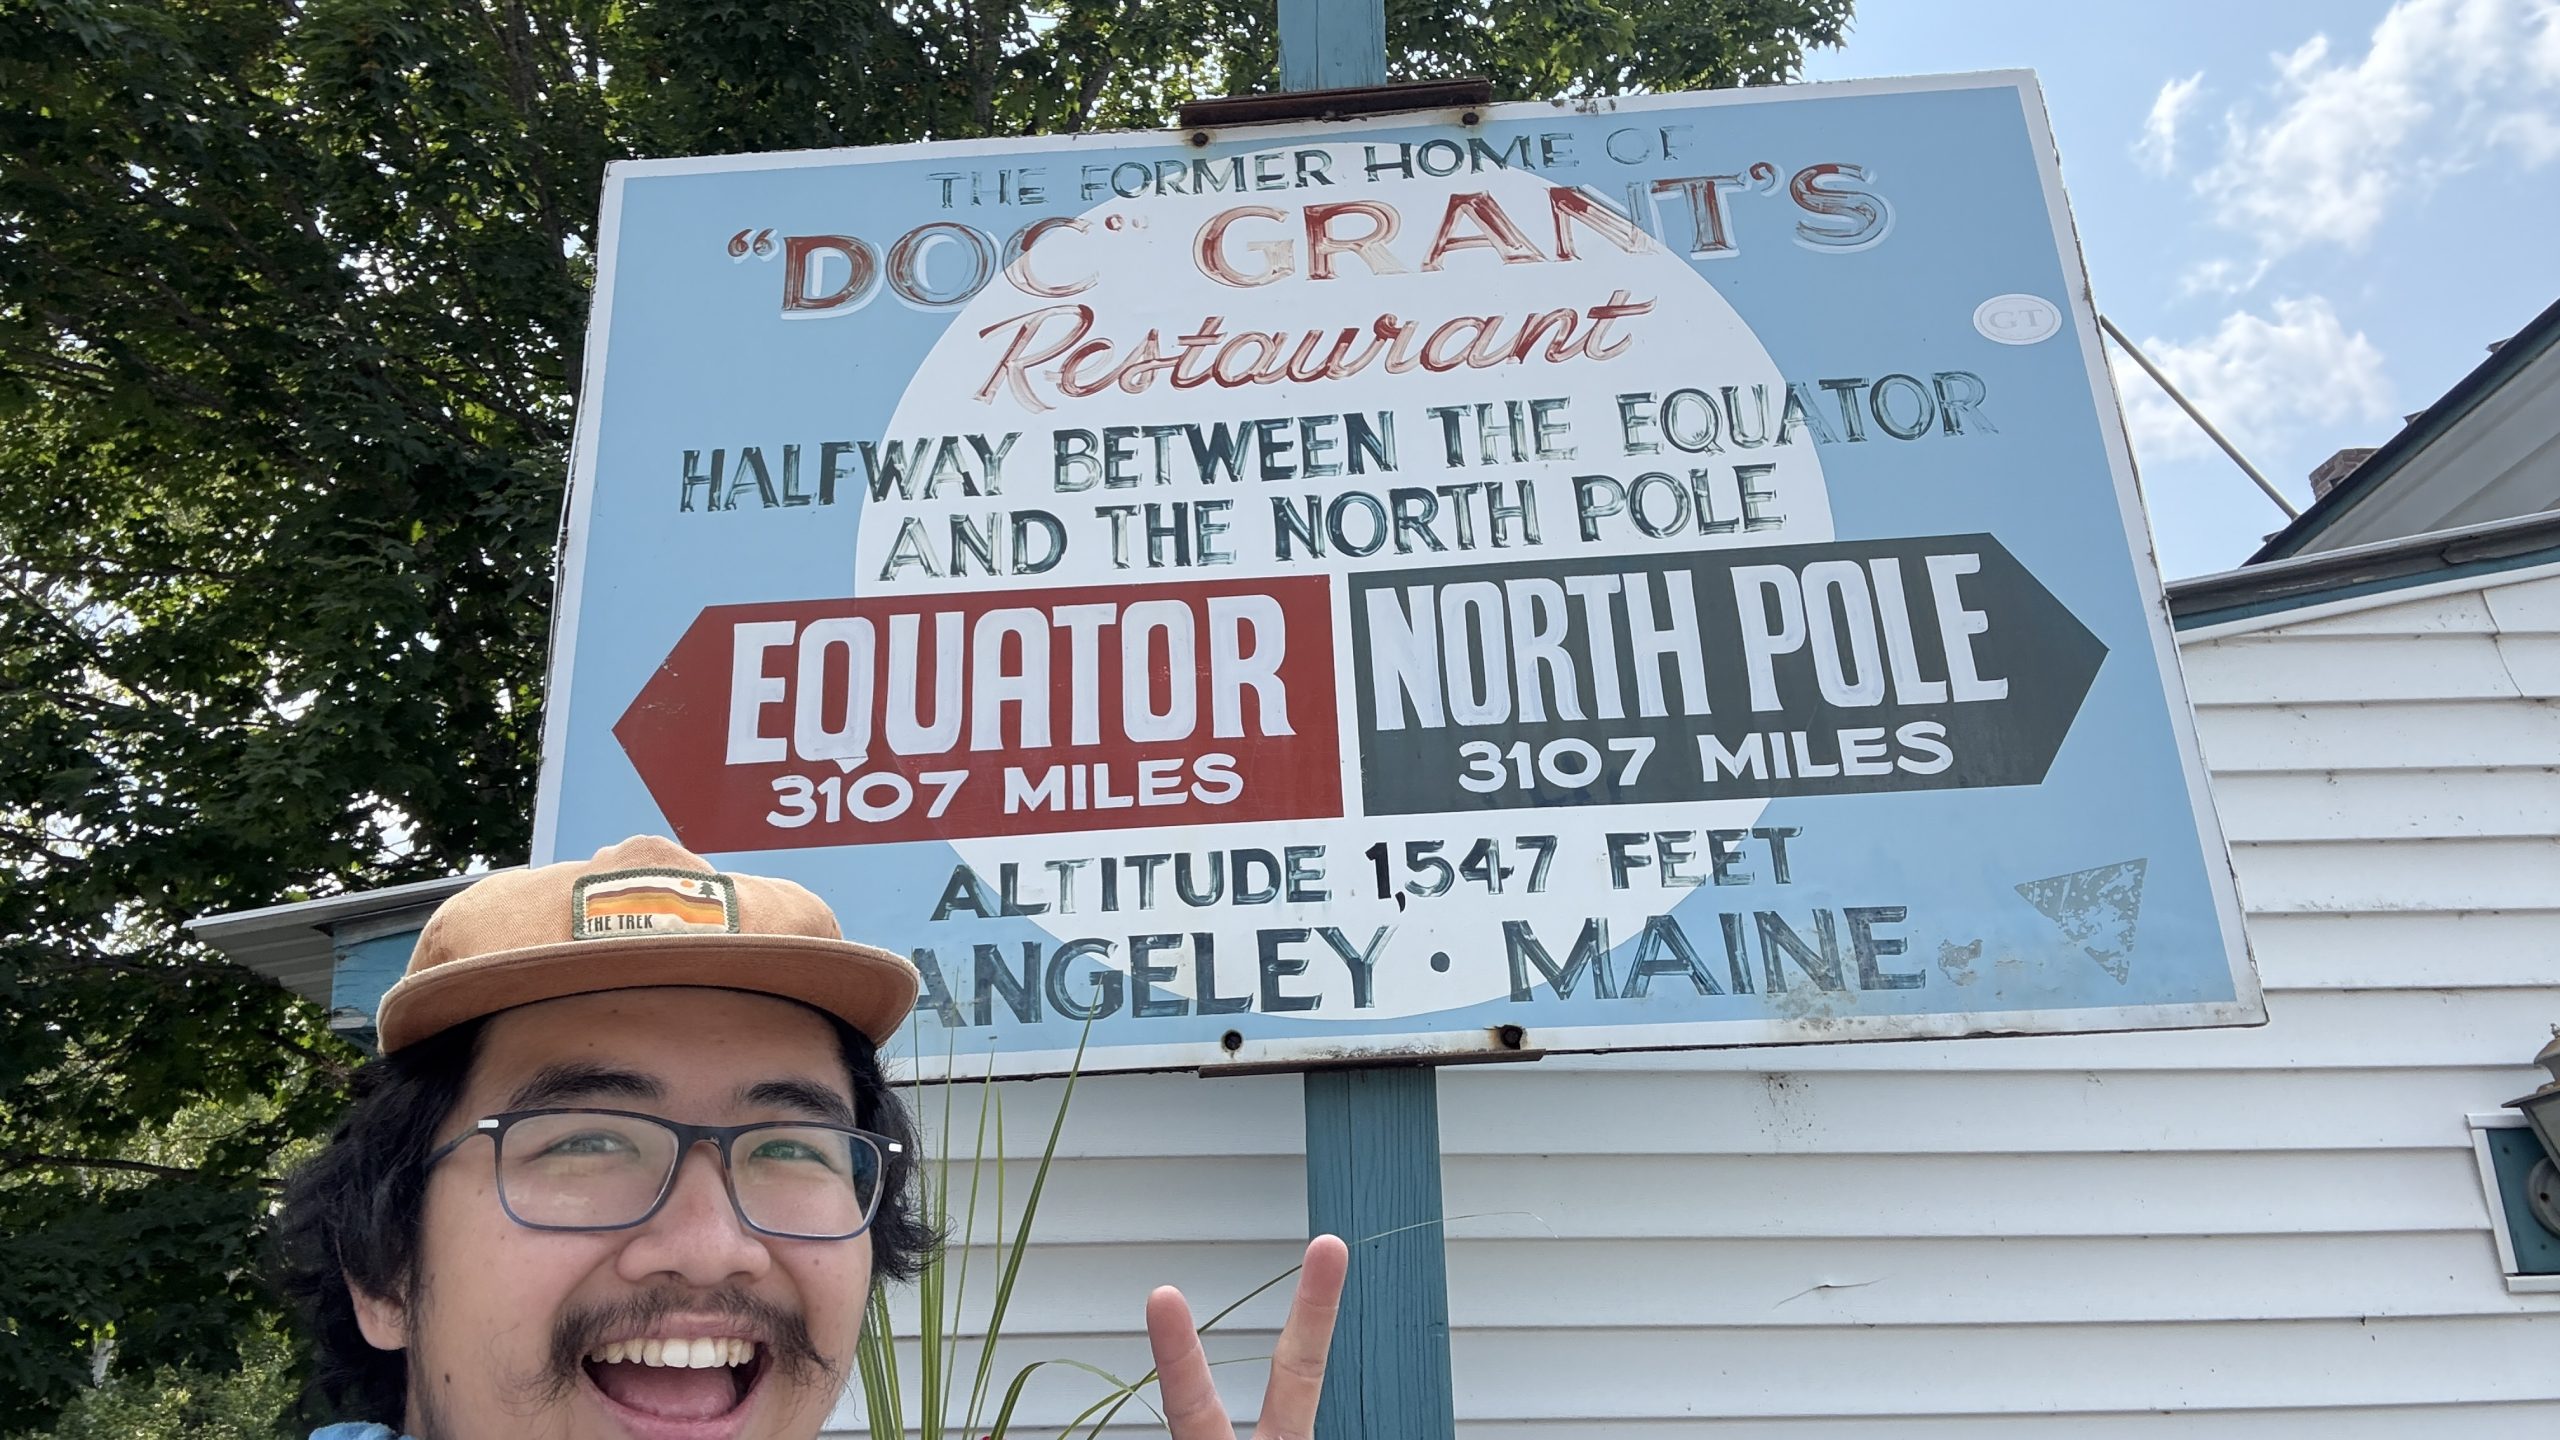 THE FORMER HOME OF
"DOC" GRANT'S
Restaurant
GT
HALFWAY BETWEEN THE EQUATOR
AND THE NORTH POLE
EQUATOR
3107 MILES
NORTH POLE
3107 MILES
ALTITUDE 1,547 FEET
ANGELEY • MAINE
THE TREK